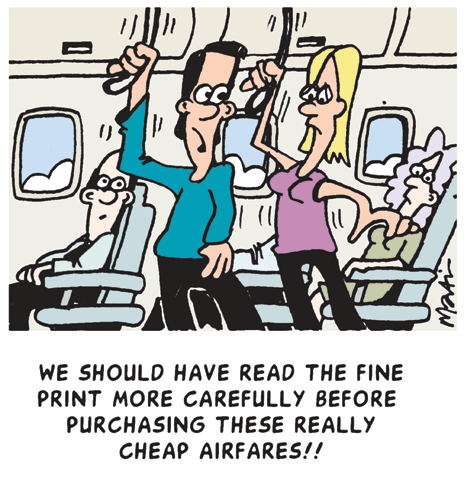 WE SHOULD HAVE READ THE FINE
PRINT MORE CAREFULLY BEFORE
PURCHASING THESE REALLY
CHEAP AIRFARES!!